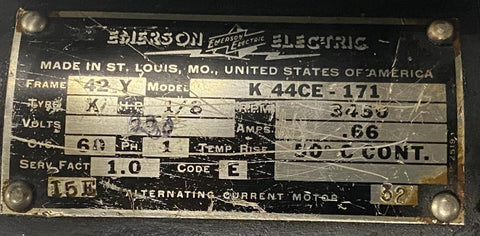 EMERSON EMERSON ELECTRIC ELECTRIC
MADE IN ST. LOUIS, MO., UNITED STATES OF AMERICA
FRAME 42 Y MODEL K 44CE-171
TYPE H.P. 1/8 R.P.M. 3450
VOLTS 230 AMPS. .66
CYC. 60 PH 1 TEMP. RISE 50° C CONT.
SERV. FACT 1.0 CODE E
15E ALTERNATING CURRENT MOTOR 32